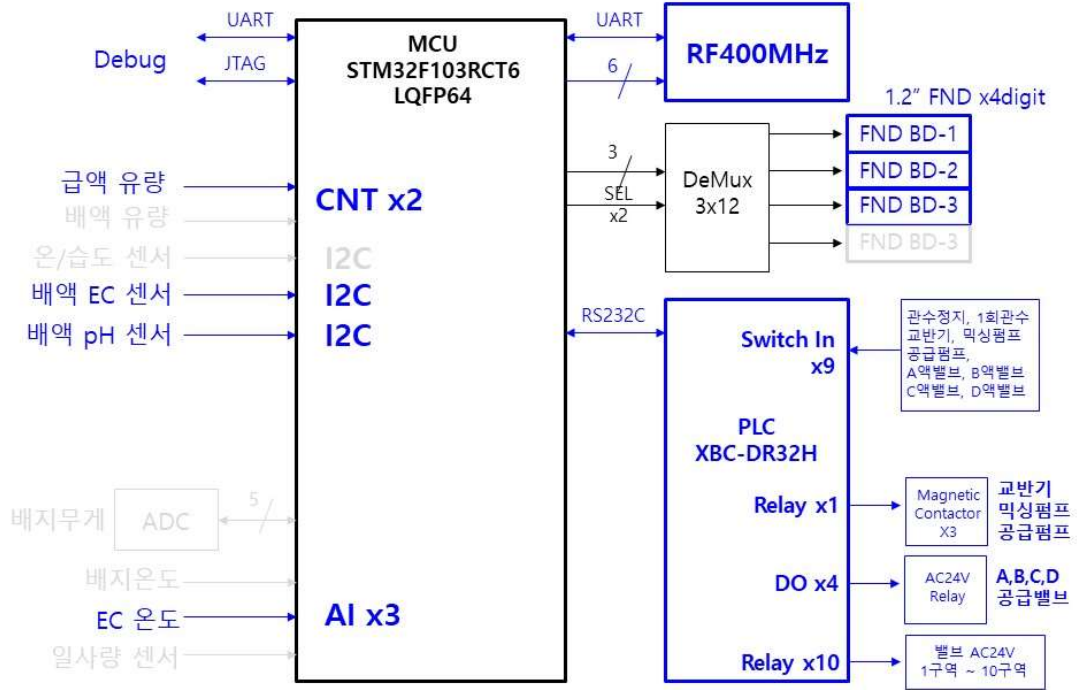 UART
Debug
JTAG
MCU
STM32F103RCT6
LQFP64
UART
6
RF400MHz
1.2" FND x4digit
3
SEL
x2
DeMux
3x12
FND BD-1
FND BD-2
FND BD-3
FND BD-3
급액 유량
배액 유량
CNT x2
온/습도 센서
I2C
배액 EC 센서
I2C
배액 pH 센서
I2C
RS232C
Switch In
x9
관수정지, 1회관수
교반기, 믹싱펌프
공급펌프,
A액밸브, B액밸브
C액밸브, D액밸브
PLC
XBC-DR32H
Relay x1
Magnetic
Contactor
X3
교반기
믹싱펌프
공급펌프
배지무게
ADC
5
배지온도
EC 온도
AI x3
일사량 센서
DO x4
AC24V
Relay
A,B,C,D
공급밸브
Relay x10
밸브 AC24V
1구역 ~ 10구역